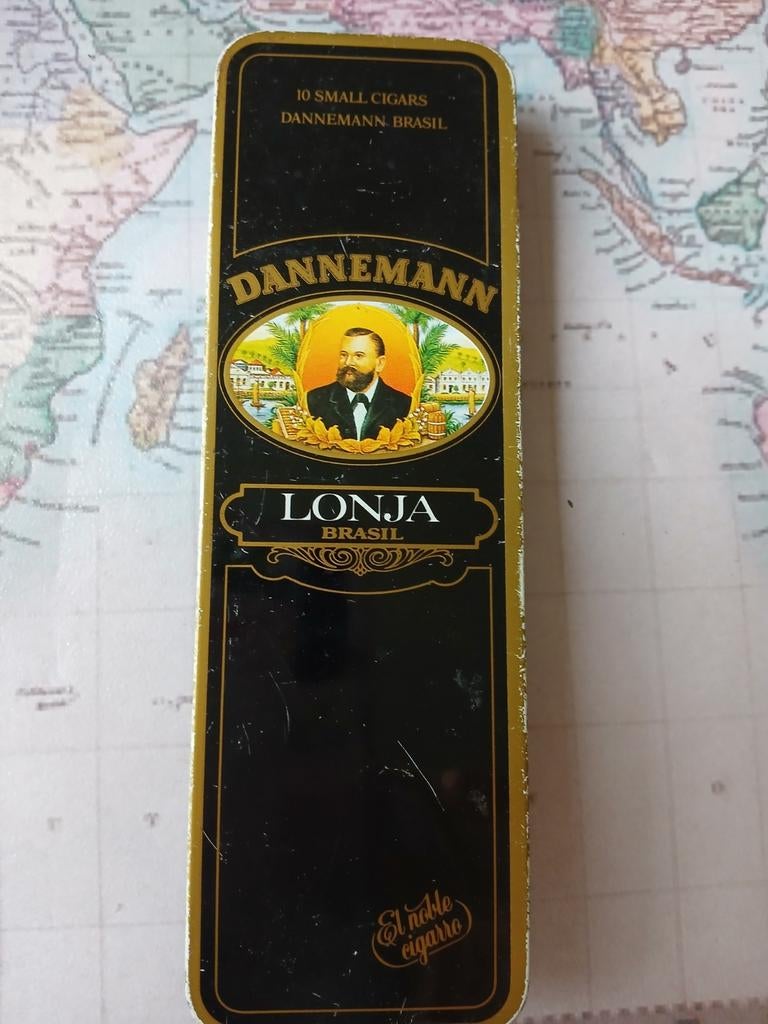 10 SMALL CIGARS
DANNEMANN BRASIL
DANNEMANN
LONJA
BRASIL
El noble
cigarro